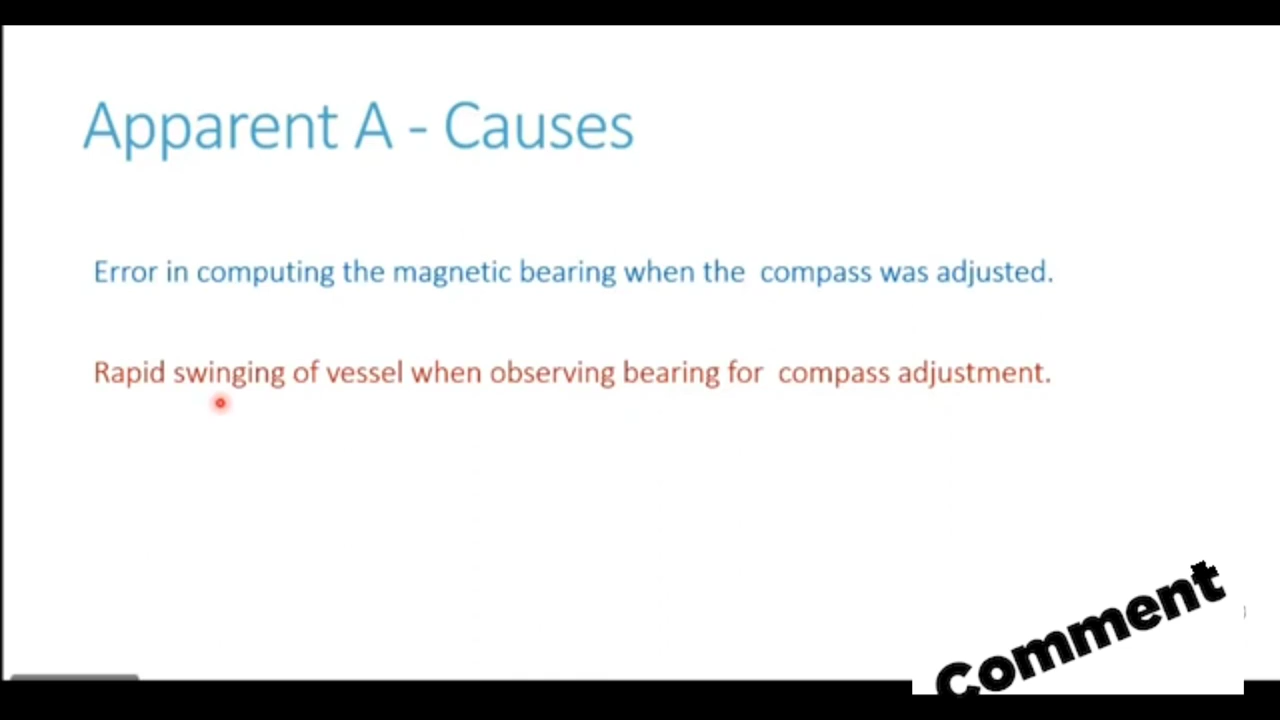 Apparent A - Causes
Error in computing the magnetic bearing when the compass was adjusted.
Rapid swinging of vessel when observing bearing for compass adjustment.
Comment